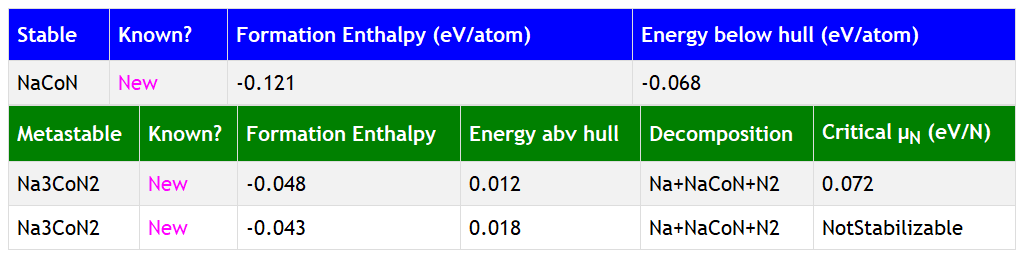 Stable Known? Formation Enthalpy (eV/atom) Energy below hull (eV/atom)
NaCoN New -0.121 -0.068
Metastable Known? Formation Enthalpy Energy abv hull Decomposition Critical μN (eV/N)
Na3CoN2 New -0.048 0.012 Na+NaCoN+N2 0.072
Na3CoN2 New -0.043 0.018 Na+NaCoN+N2 NotStabilizable